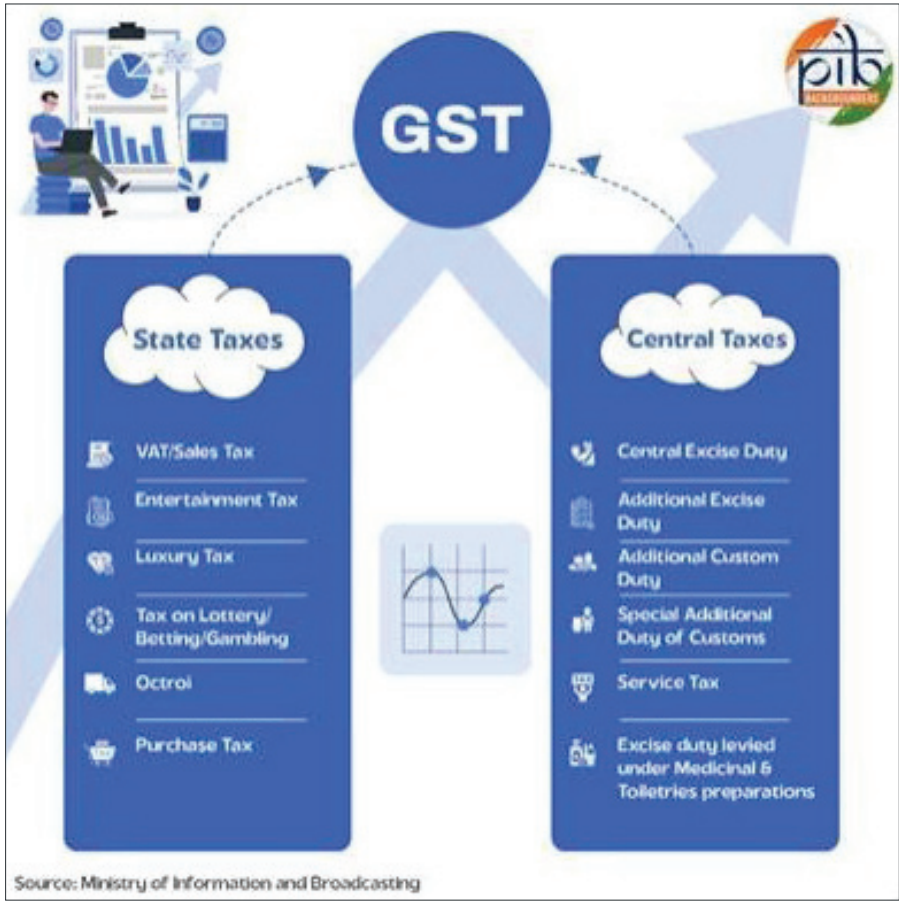 GST
pib
BACKGROUNDERS
State Taxes
VAT/Sales Tax
Entertainment Tax
Luxury Tax
Tax on Lottery/
Betting/Gambling
Octroi
Purchase Tax
Central Taxes
Central Excise Duty
Additional Excise
Duty
Additional Custom
Duty
Special Additional
Duty of Customs
Service Tax
Excise duty levied
under Medicinal &
Toiletries preparations
Source: Ministry of Information and Broadcasting